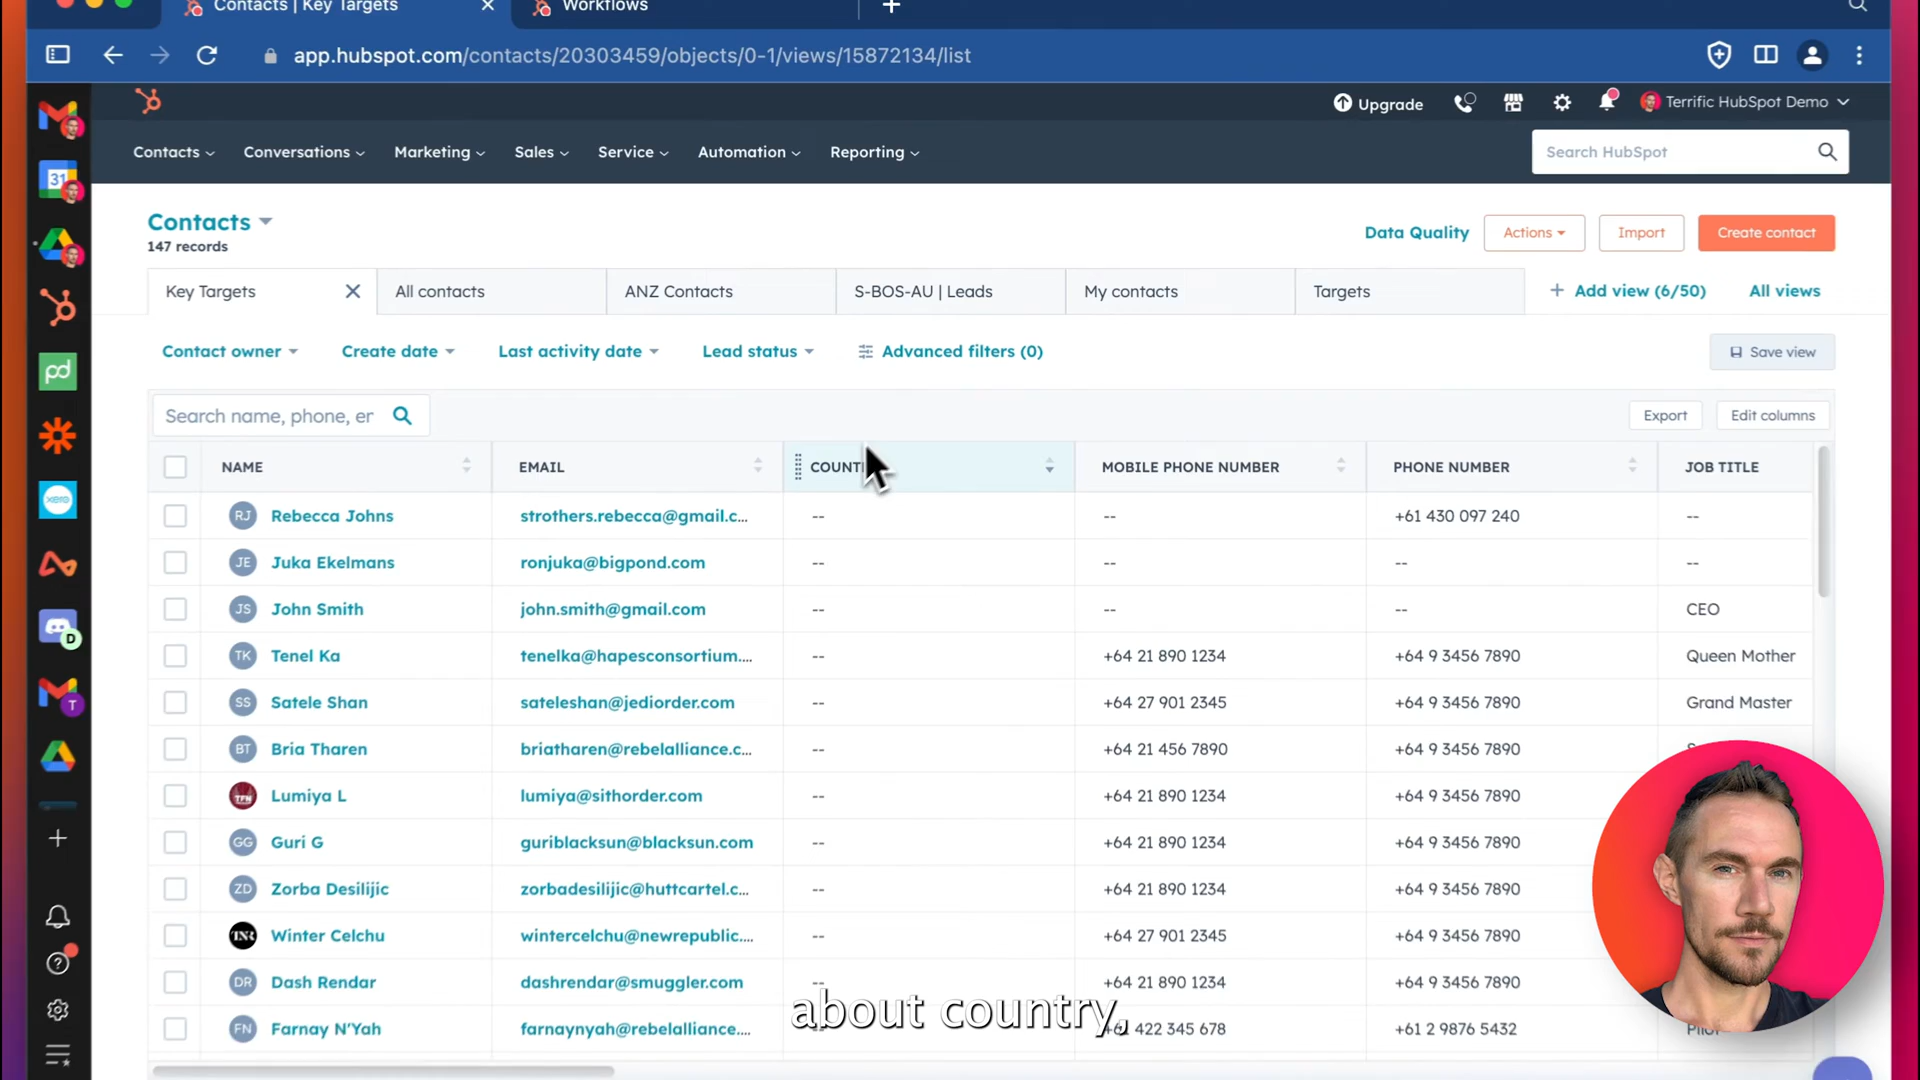 Contacts | Key Targets
Workflows
app.hubspot.com/contacts/20303459/objects/0-1/views/15872134/list
Upgrade
Terrific HubSpot Demo
Contacts
Conversations
Marketing
Sales
Service
Automation
Reporting
Search HubSpot
Contacts
147 records
Data Quality
Actions
Import
Create contact
Key Targets
All contacts
ANZ Contacts
S-BOS-AU | Leads
My contacts
Targets
+ Add view (6/50)
All views
Contact owner
Create date
Last activity date
Lead status
Advanced filters (0)
Save view
Search name, phone, er
Export
Edit columns
NAME EMAIL COUNT MOBILE PHONE NUMBER PHONE NUMBER JOB TITLE
RJ Rebecca Johns strothers.rebecca@gmail.c... -- -- +61 430 097 240 --
JE Juka Ekelmans ronjuka@bigpond.com -- -- -- --
JS John Smith john.smith@gmail.com -- -- -- CEO
TK Tenel Ka tenelka@hapesconsortium.... -- +64 21 890 1234 +64 9 3456 7890 Queen Mother
SS Satele Shan sateleshan@jediorder.com -- +64 27 901 2345 +64 9 3456 7890 Grand Master
BT Bria Tharen briatharen@rebelalliance.c... -- +64 21 456 7890 +64 9 3456 7890
TFN Lumiya L lumiya@sithorder.com -- +64 21 890 1234 +64 9 3456 7890
GG Guri G guriblacksun@blacksun.com -- +64 21 890 1234 +64 9 3456 7890
ZD Zorba Desilijic zorbadesilijic@huttcartel.c... -- +64 21 890 1234 +64 9 3456 7890
TNR Winter Celchu wintercelchu@newrepublic.... -- +64 27 901 2345 +64 9 3456 7890
DR Dash Rendar dashrendar@smuggler.com -- +64 21 890 1234 +64 9 3456 7890
FN Farnay N'Yah farnaynyah@rebelalliance.... 422 345 678 +61 2 9876 5432 Pilot
about country,
31
pd
xero
D
T